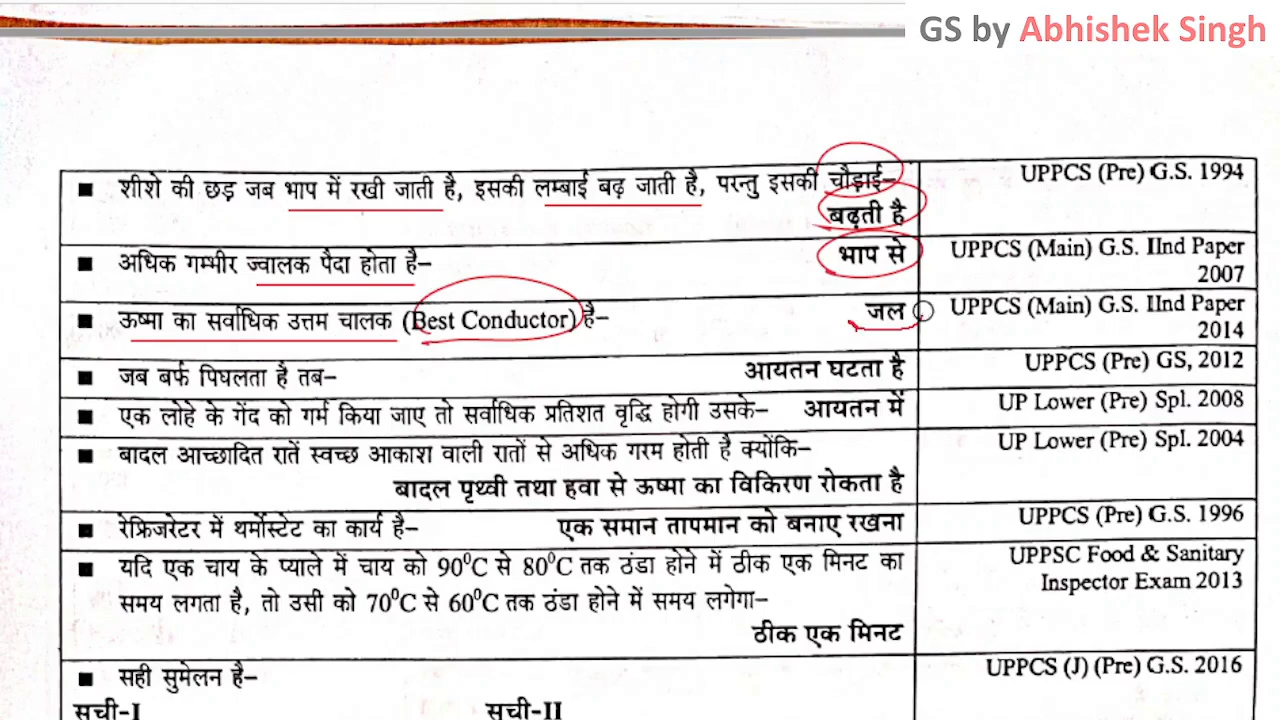 GS by Abhishek Singh
■ शीशे की छड़ जब भाप में रखी जाती है, इसकी लम्बाई बढ़ जाती है, परन्तु इसकी चौड़ाई– UPPCS (Pre) G.S. 1994
बढ़ती है
■ अधिक गम्भीर ज्वालक पैदा होता है– भाप से UPPCS (Main) G.S. IInd Paper
2007
■ ऊष्मा का सर्वाधिक उत्तम चालक (Best Conductor) है– जल UPPCS (Main) G.S. IInd Paper
2014
■ जब बर्फ पिघलता है तब– आयतन घटता है UPPCS (Pre) GS, 2012
■ एक लोहे के गेंद को गर्म किया जाए तो सर्वाधिक प्रतिशत वृद्धि होगी उसके– आयतन में UP Lower (Pre) Spl. 2008
■ बादल आच्छादित रातें स्वच्छ आकाश वाली रातों से अधिक गरम होती है क्योंकि– UP Lower (Pre) Spl. 2004
बादल पृथ्वी तथा हवा से ऊष्मा का विकिरण रोकता है
■ रेफ्रिजरेटर में थर्मोस्टेट का कार्य है– एक समान तापमान को बनाए रखना UPPCS (Pre) G.S. 1996
■ यदि एक चाय के प्याले में चाय को 90⁰C से 80⁰C तक ठंडा होने में ठीक एक मिनट का UPPSC Food & Sanitary
समय लगता है, तो उसी को 70⁰C से 60⁰C तक ठंडा होने में समय लगेगा– Inspector Exam 2013
ठीक एक मिनट
■ सही सुमेलन है– UPPCS (J) (Pre) G.S. 2016
सूची-I सूची-II